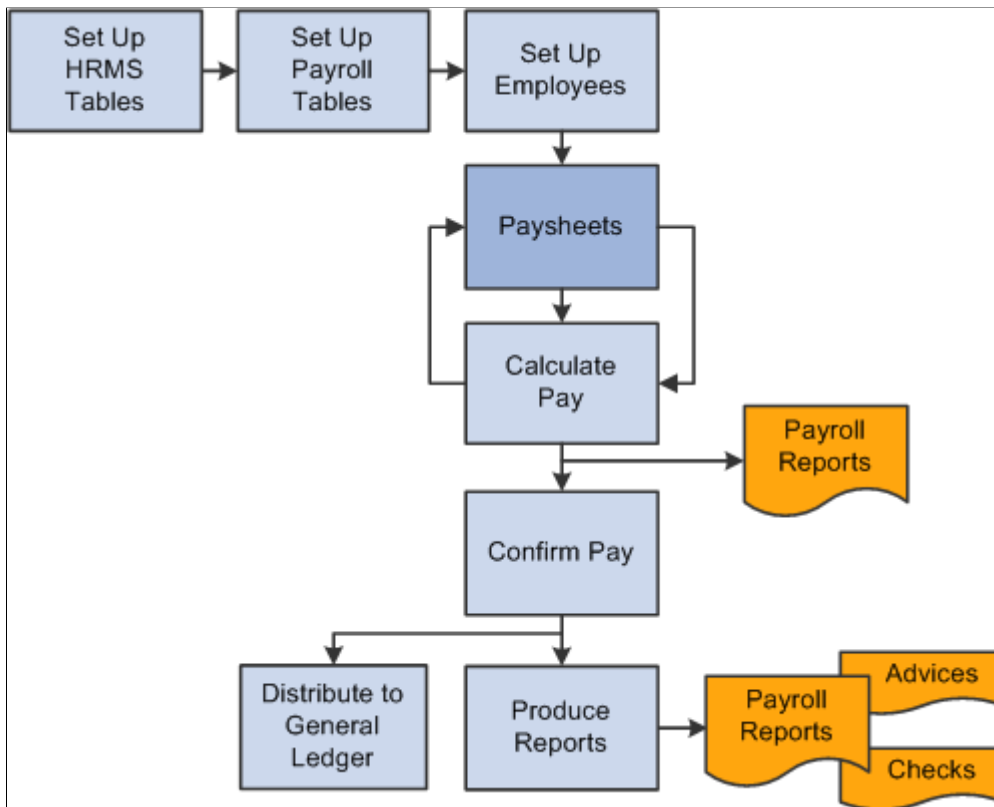 Set Up
HRMS
Tables
Set Up
Payroll
Tables
Set Up
Employees
Paysheets
Calculate
Pay
Payroll
Reports
Confirm Pay
Distribute to
General
Ledger
Produce
Reports
Payroll
Reports
Advices
Checks